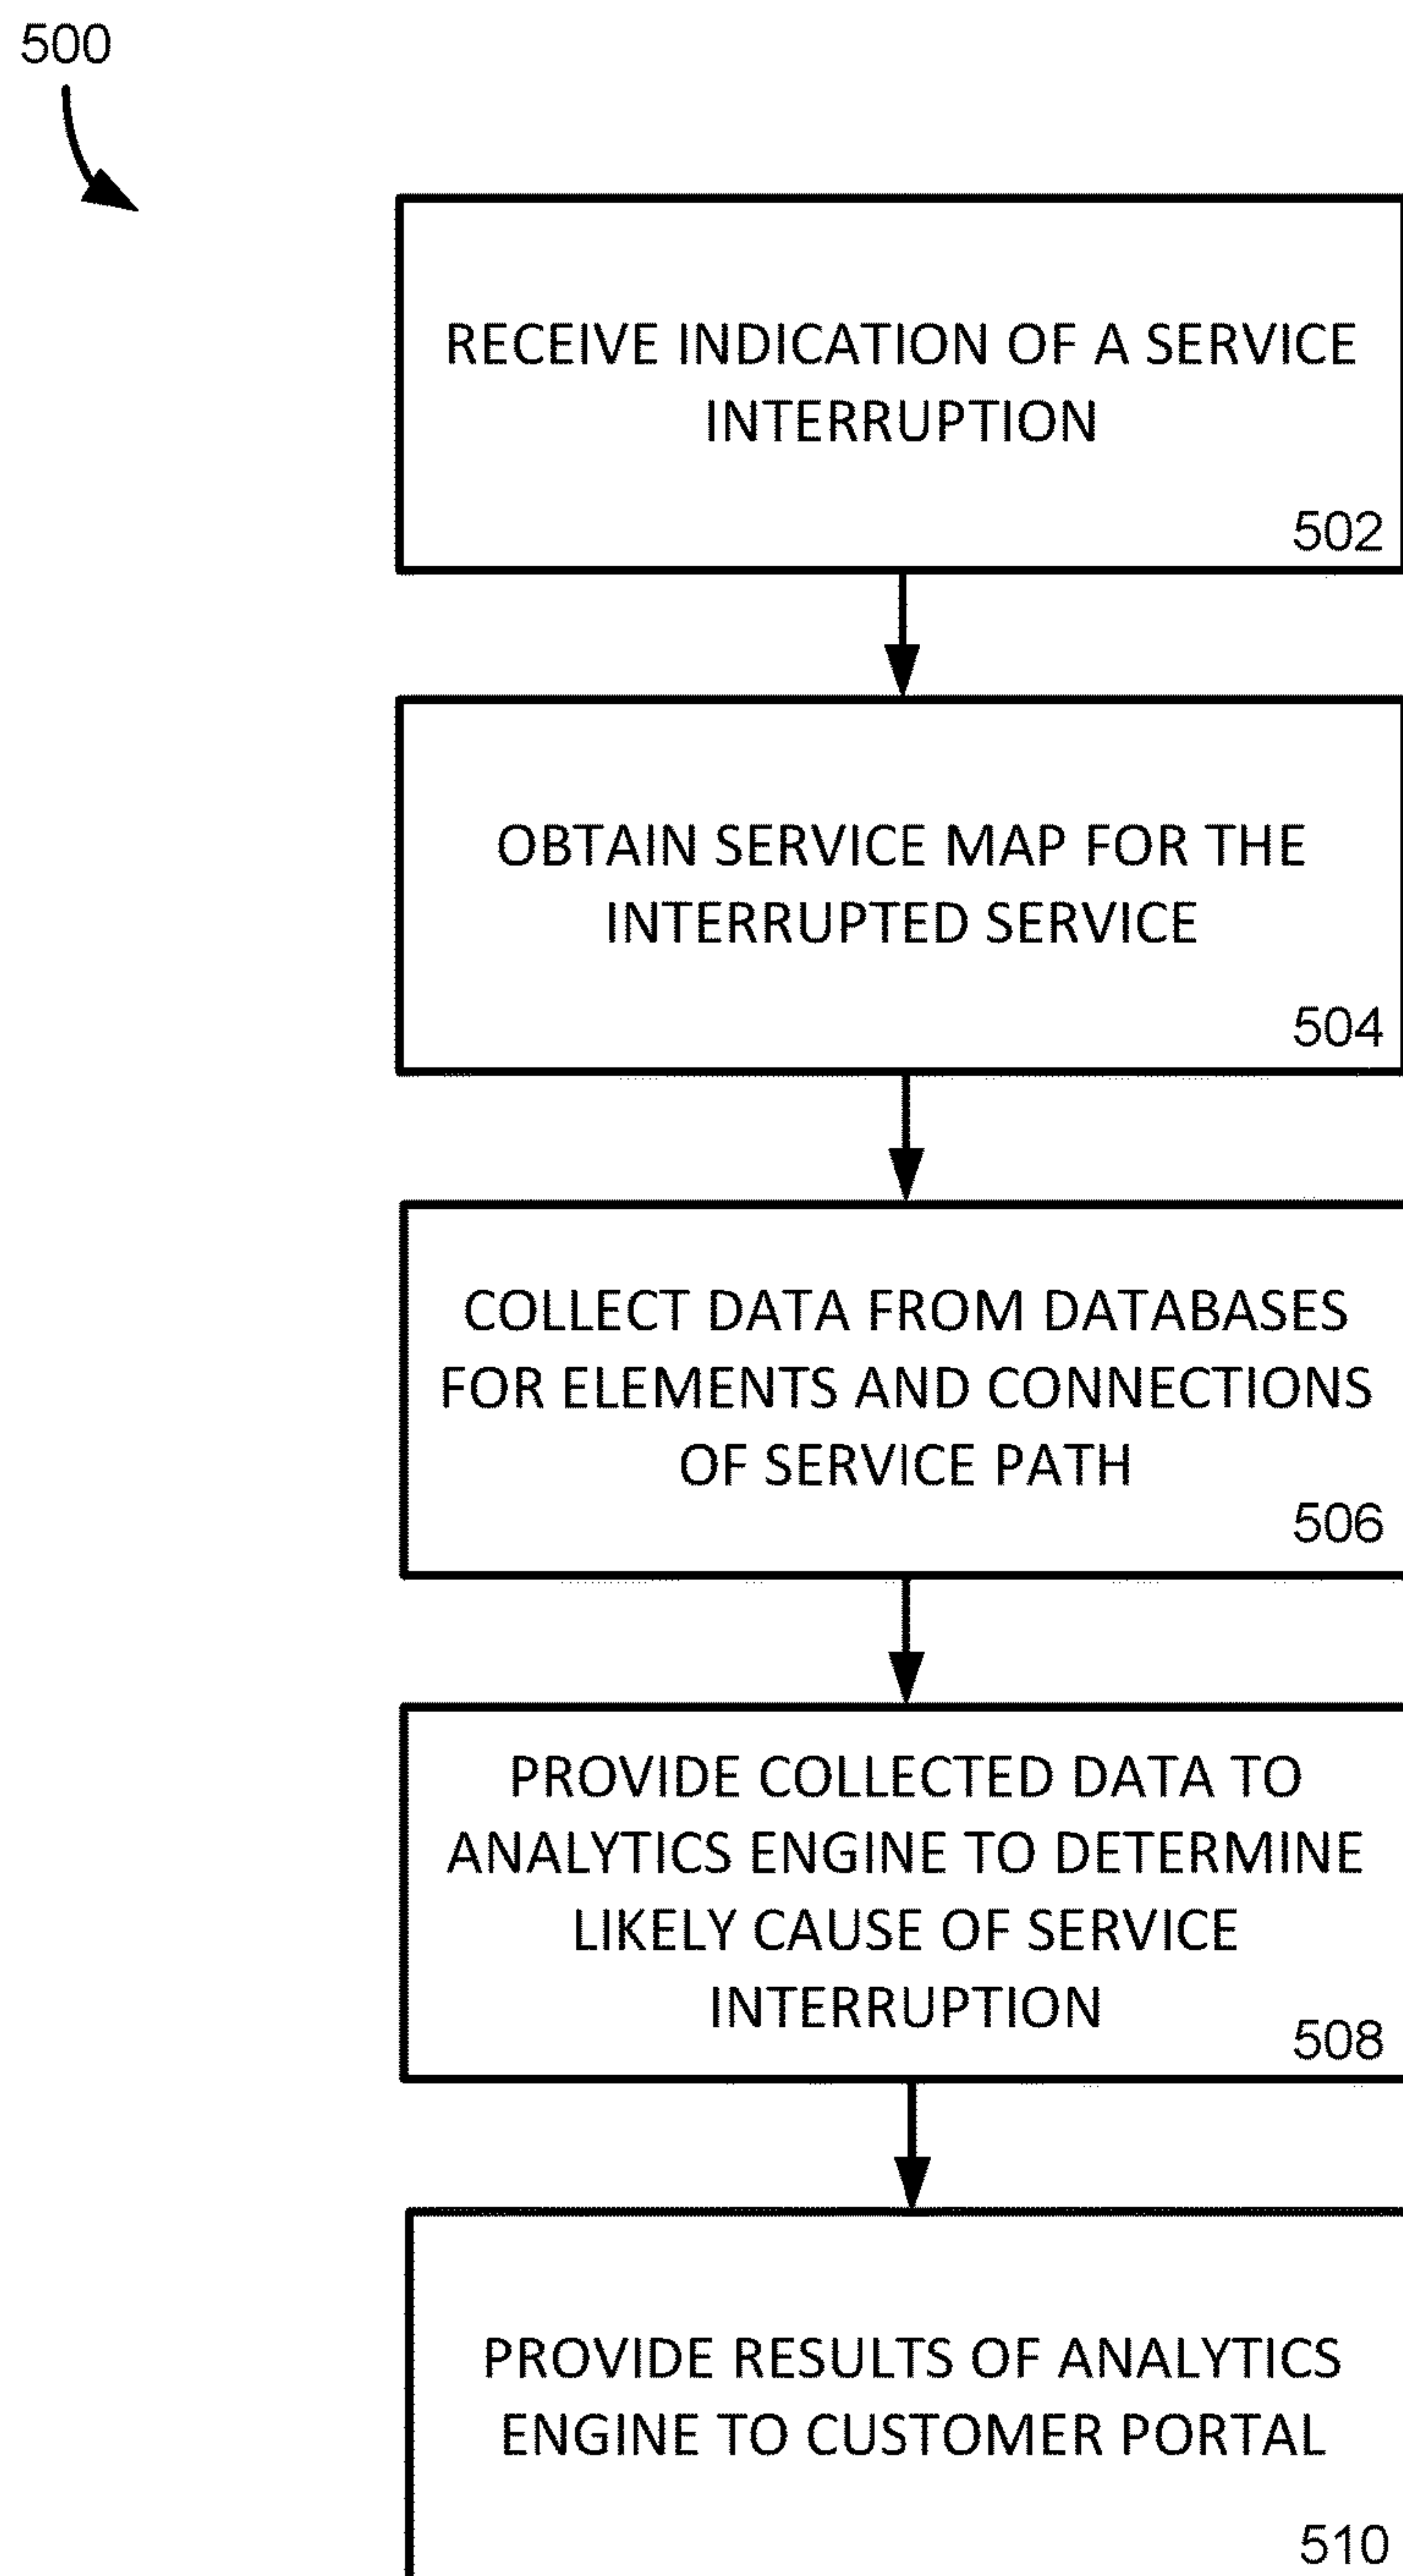 500
RECEIVE INDICATION OF A SERVICE
INTERRUPTION
502
OBTAIN SERVICE MAP FOR THE
INTERRUPTED SERVICE
504
COLLECT DATA FROM DATABASES
FOR ELEMENTS AND CONNECTIONS
OF SERVICE PATH
506
PROVIDE COLLECTED DATA TO
ANALYTICS ENGINE TO DETERMINE
LIKELY CAUSE OF SERVICE
INTERRUPTION
508
PROVIDE RESULTS OF ANALYTICS
ENGINE TO CUSTOMER PORTAL
510